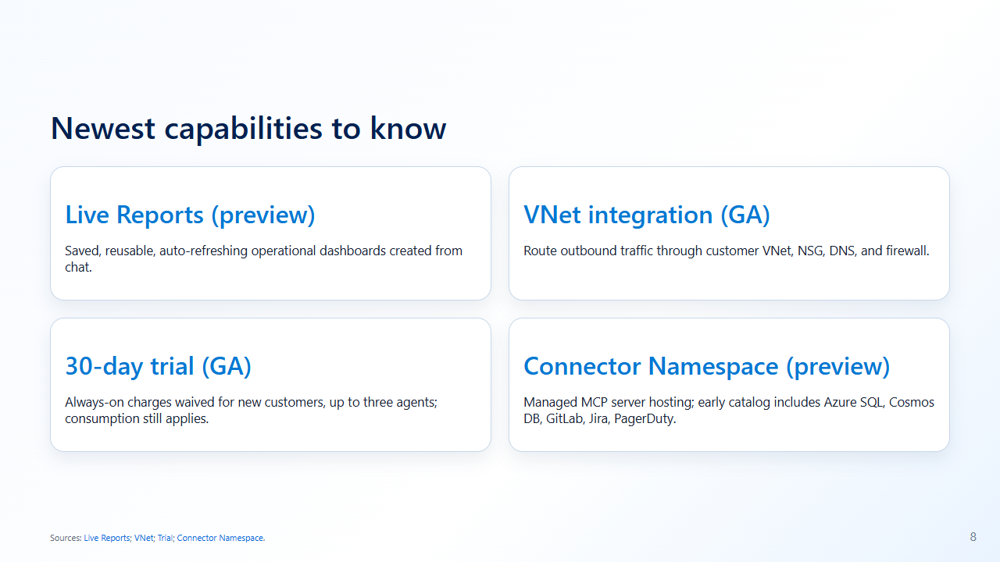 Newest capabilities to know
Live Reports (preview)
Saved, reusable, auto-refreshing operational dashboards created from
chat.
VNet integration (GA)
Route outbound traffic through customer VNet, NSG, DNS, and firewall.
30-day trial (GA)
Always-on charges waived for new customers, up to three agents;
consumption still applies.
Connector Namespace (preview)
Managed MCP server hosting; early catalog includes Azure SQL, Cosmos
DB, GitLab, Jira, PagerDuty.
Sources: Live Reports; VNet; Trial; Connector Namespace.
8